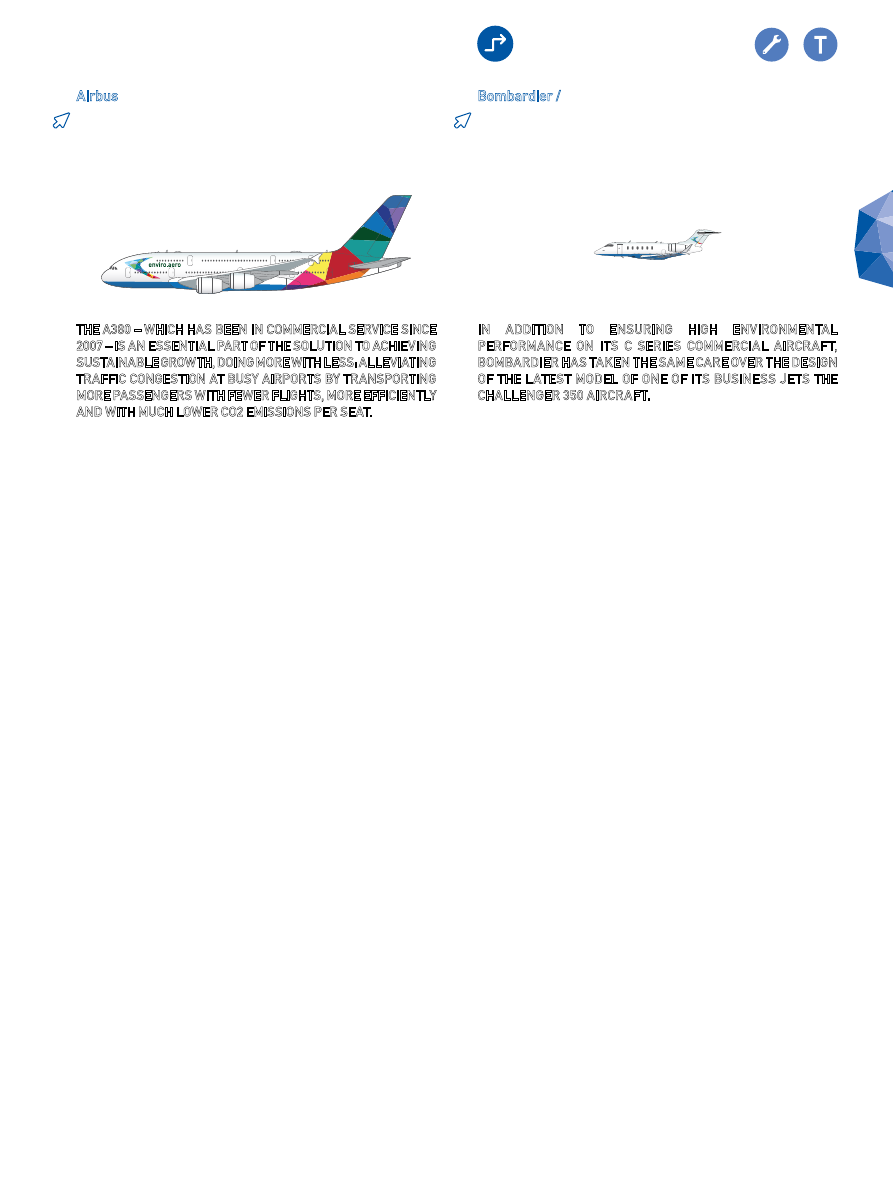 T
Airbus
Bombardier /
enviro.aero
THE A380 – WHICH HAS BEEN IN COMMERCIAL SERVICE SINCE
2007 – IS AN ESSENTIAL PART OF THE SOLUTION TO ACHIEVING
SUSTAINABLE GROWTH, DOING MORE WITH LESS: ALLEVIATING
TRAFFIC CONGESTION AT BUSY AIRPORTS BY TRANSPORTING
MORE PASSENGERS WITH FEWER FLIGHTS, MORE EFFICIENTLY
AND WITH MUCH LOWER CO2 EMISSIONS PER SEAT.
IN ADDITION TO ENSURING HIGH ENVIRONMENTAL
PERFORMANCE ON ITS C SERIES COMMERCIAL AIRCRAFT,
BOMBARDIER HAS TAKEN THE SAME CARE OVER THE DESIGN
OF THE LATEST MODEL OF ONE OF ITS BUSINESS JETS THE
CHALLENGER 350 AIRCRAFT.